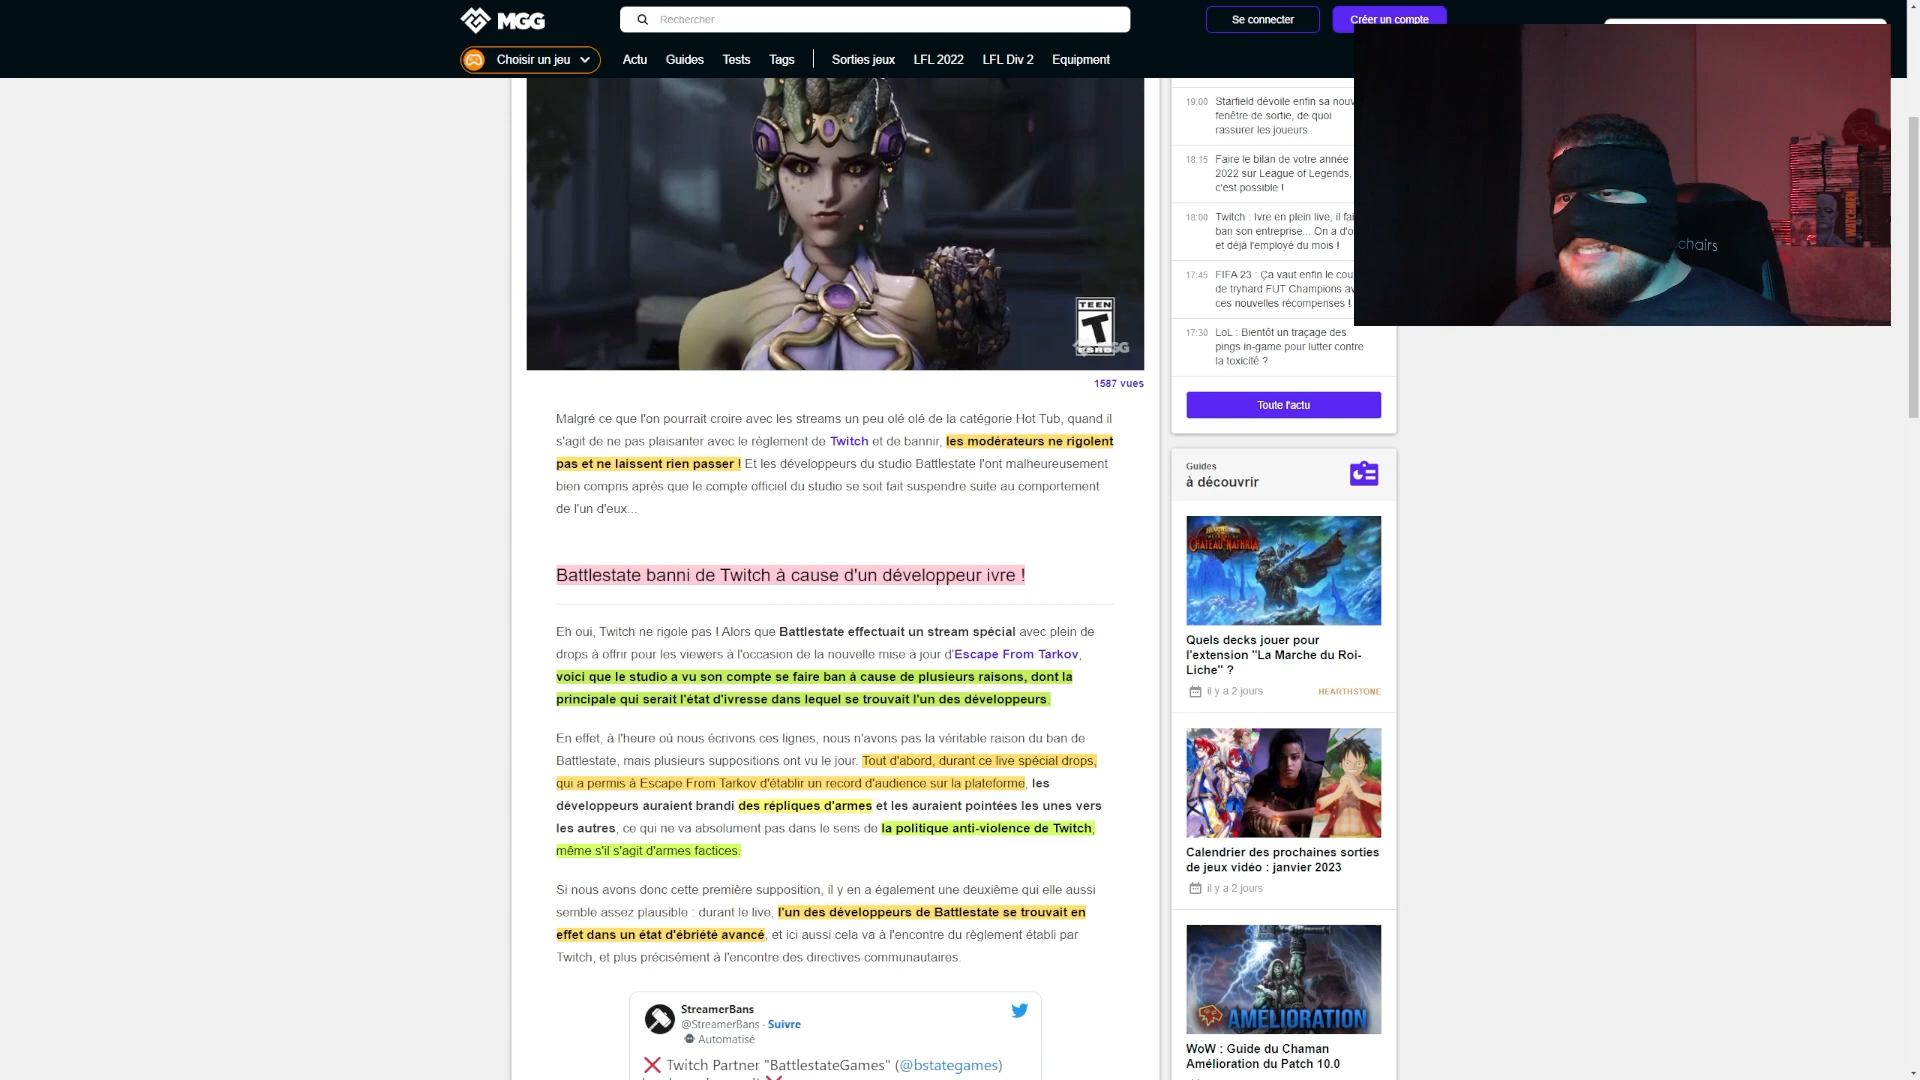 MGG
Rechercher
Se connecter
Créer un compte
Choisir un jeu
Actu
Guides
Tests
Tags
Sorties jeux
LFL 2022
LFL Div 2
Equipment
TEEN
T
ESRB
1587 vues
Malgré ce que l'on pourrait croire avec les streams un peu olé olé de la catégorie Hot Tub, quand il
s'agit de ne pas plaisanter avec le règlement de Twitch et de bannir, les modérateurs ne rigolent
pas et ne laissent rien passer ! Et les développeurs du studio Battlestate l'ont malheureusement
bien compris après que le compte officiel du studio se soit fait suspendre suite au comportement
de l'un d'eux...
Battlestate banni de Twitch à cause d'un développeur ivre !
Eh oui, Twitch ne rigole pas ! Alors que Battlestate effectuait un stream spécial avec plein de
drops à offrir pour les viewers à l'occasion de la nouvelle mise à jour d'Escape From Tarkov,
voici que le studio a vu son compte se faire ban à cause de plusieurs raisons, dont la
principale qui serait l'état d'ivresse dans lequel se trouvait l'un des développeurs.
En effet, à l'heure où nous écrivons ces lignes, nous n'avons pas la véritable raison du ban de
Battlestate, mais plusieurs suppositions ont vu le jour. Tout d'abord, durant ce live spécial drops,
qui a permis à Escape From Tarkov d'établir un record d'audience sur la plateforme, les
développeurs auraient brandi des répliques d'armes et les auraient pointées les unes vers
les autres, ce qui ne va absolument pas dans le sens de la politique anti-violence de Twitch,
même s'il s'agit d'armes factices.
Si nous avons donc cette première supposition, il y en a également une deuxième qui elle aussi
semble assez plausible : durant le live, l'un des développeurs de Battlestate se trouvait en
effet dans un état d'ébriété avancé, et ici aussi cela va à l'encontre du règlement établi par
Twitch, et plus précisément à l'encontre des directives communautaires.
StreamerBans
@StreamerBans · Suivre
Automatisé
Twitch Partner "BattlestateGames" (@bstategames)
19:00 Starfield dévoile enfin sa nouv
fenêtre de sortie, de quoi
rassurer les joueurs
18:15 Faire le bilan de votre année
2022 sur League of Legends,
c'est possible !
18:00 Twitch : Ivre en plein live, il fai
ban son entreprise... On a d'o
et déjà l'employé du mois !
17:45 FIFA 23 : Ça vaut enfin le cou
de tryhard FUT Champions av
ces nouvelles récompenses !
17:30 LoL : Bientôt un traçage des
pings in-game pour lutter contre
la toxicité ?
Toute l'actu
Guides
à découvrir
CHÂTEAU NATHRIA
Quels decks jouer pour
l'extension "La Marche du Roi-
Liche" ?
il y a 2 jours
HEARTHSTONE
Calendrier des prochaines sorties
de jeux vidéo : janvier 2023
il y a 2 jours
AMÉLIORATION
WoW : Guide du Chaman
Amélioration du Patch 10.0
chairs
WATCHMEN